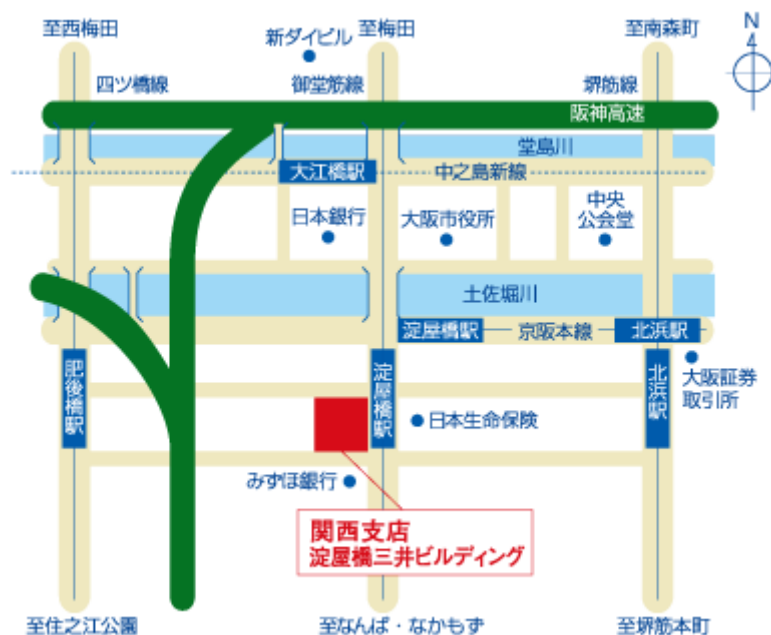 至西梅田
至梅田
至南森町
N
4
新ダイビル
四ツ橋線
御堂筋線
堺筋線
阪神高速
堂島川
大江橋駅
中之島新線
日本銀行
大阪市役所
中央
公会堂
土佐堀川
淀屋橋駅
京阪本線
北浜駅
肥後橋駅
淀屋橋駅
北浜駅
大阪証券
取引所
日本生命保険
みずほ銀行
関西支店
淀屋橋三井ビルディング
至住之江公園
至なんば・なかもず
至堺筋本町